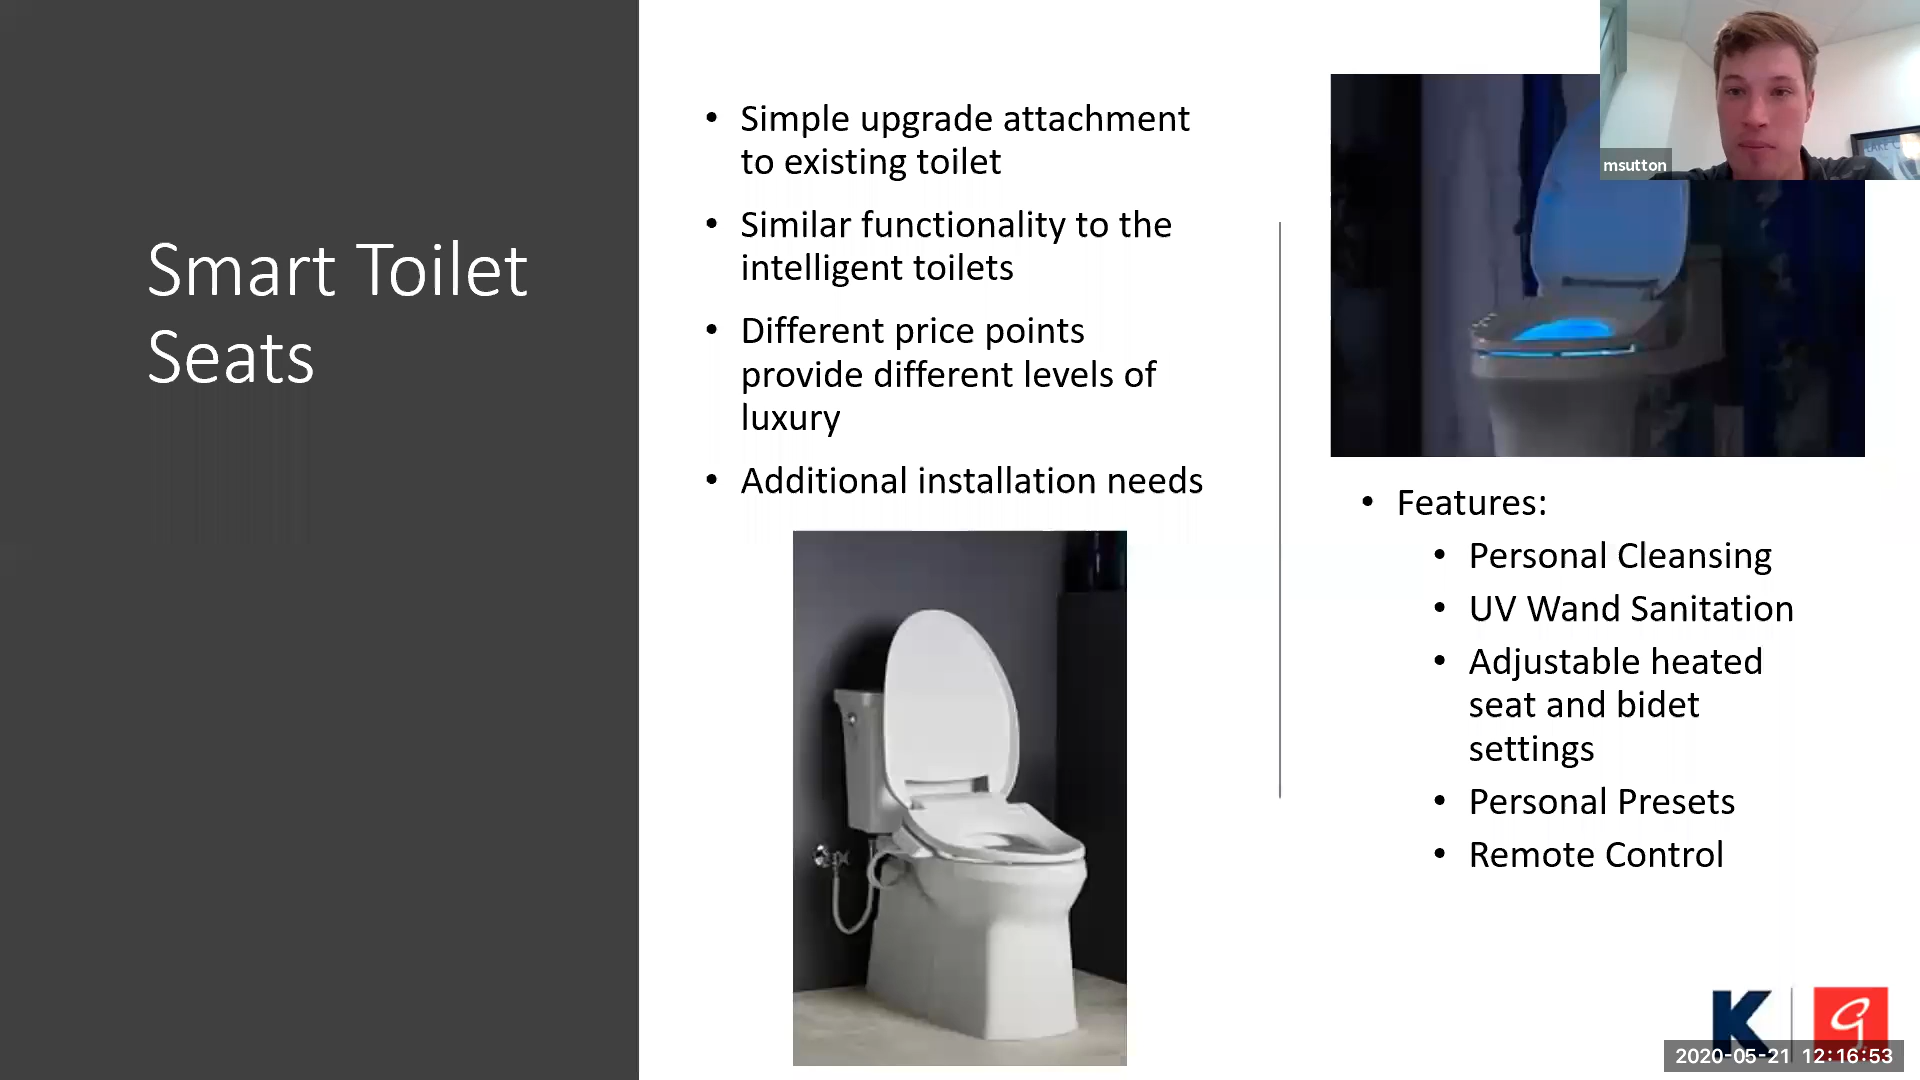 Smart Toilet
Seats
• Simple upgrade attachment
to existing toilet
• Similar functionality to the
intelligent toilets
• Different price points
provide different levels of
luxury
• Additional installation needs
msutton
• Features:
• Personal Cleansing
• UV Wand Sanitation
• Adjustable heated
seat and bidet
settings
• Personal Presets
• Remote Control
K
g
2020-05-21 12:16:53